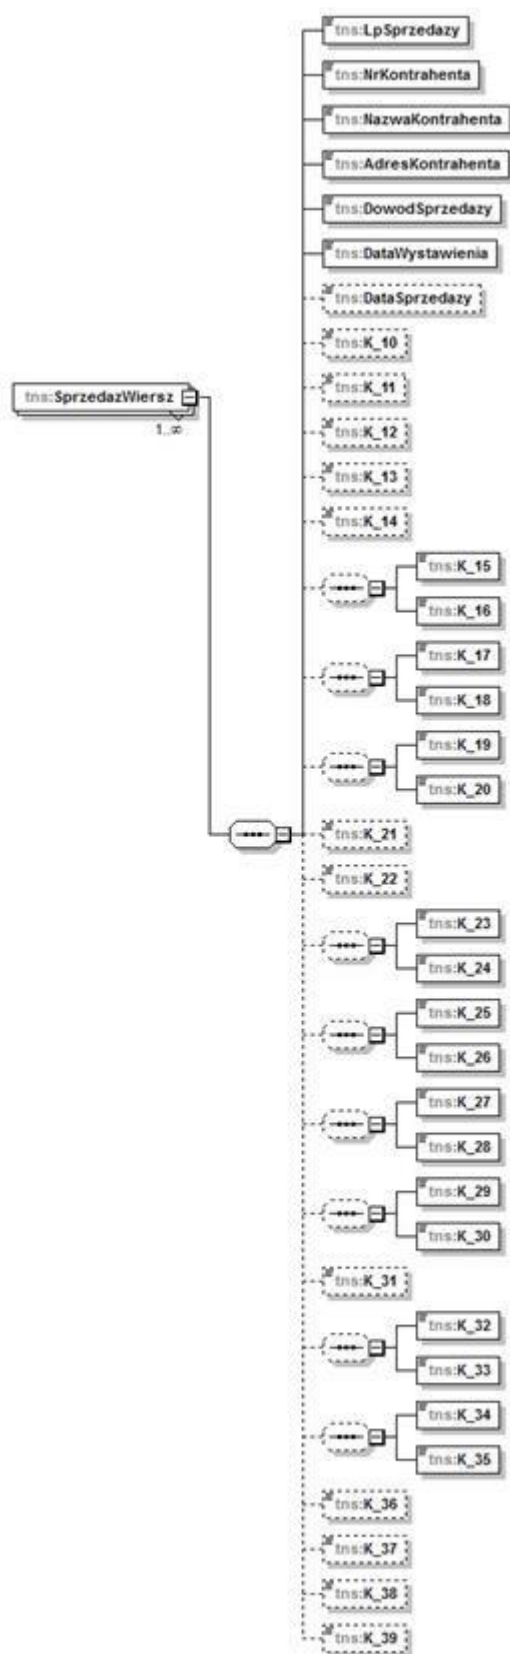 tns:LpSprzedazy
tns:NrKontrahenta
tns:NazwaKontrahenta
tns:AdresKontrahenta
tns:DowodSprzedazy
tns:DataWystawienia
tns:DataSprzedazy
tns:K_10
tns:K_11
tns:SprzedazWiersz
1..∞
tns:K_12
tns:K_13
tns:K_14
tns:K_15
tns:K_16
tns:K_17
tns:K_18
tns:K_19
tns:K_20
tns:K_21
tns:K_22
tns:K_23
tns:K_24
tns:K_25
tns:K_26
tns:K_27
tns:K_28
tns:K_29
tns:K_30
tns:K_31
tns:K_32
tns:K_33
tns:K_34
tns:K_35
tns:K_36
tns:K_37
tns:K_38
tns:K_39